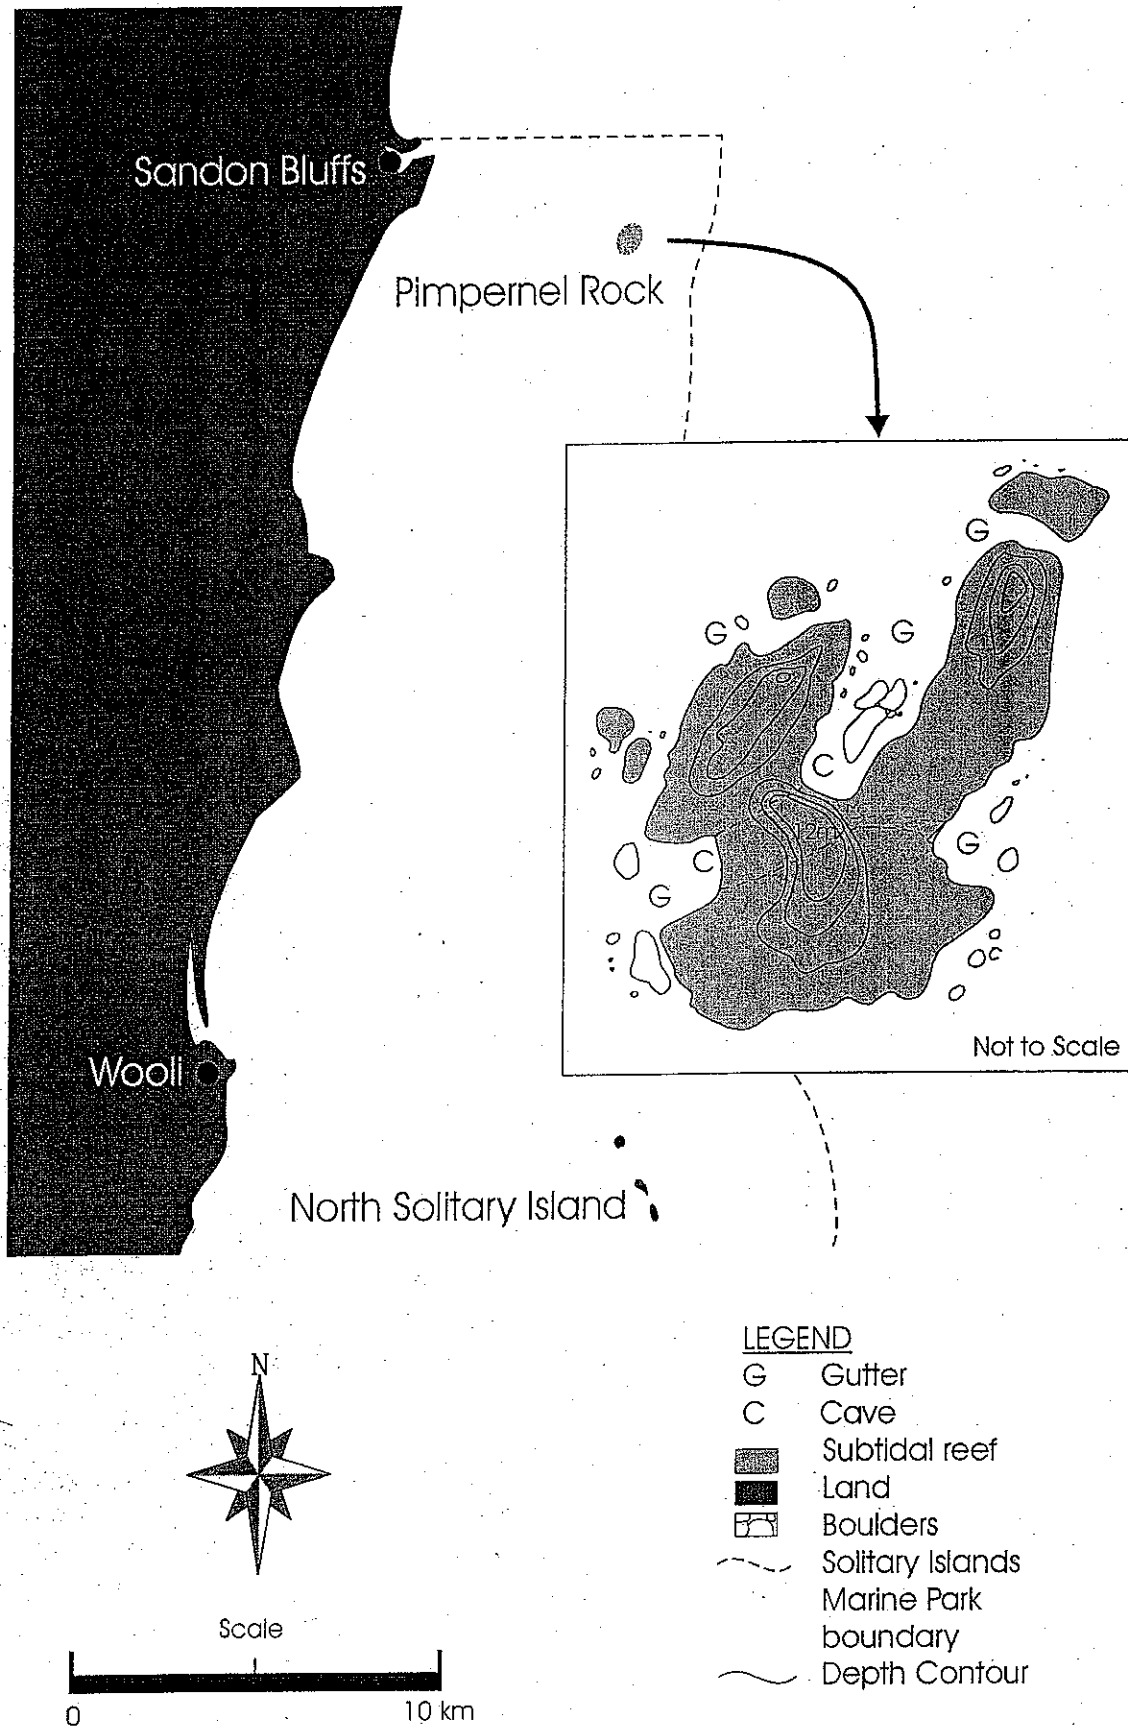 Sandon Bluffs
Pimpernel Rock
G
G
G
C
12m
G
C
G
Not to Scale
Wooli
North Solitary Island
N
Scale
0 10 km
LEGEND
G Gutter
C Cave
Subtidal reef
Land
Boulders
Solitary Islands
Marine Park
boundary
Depth Contour